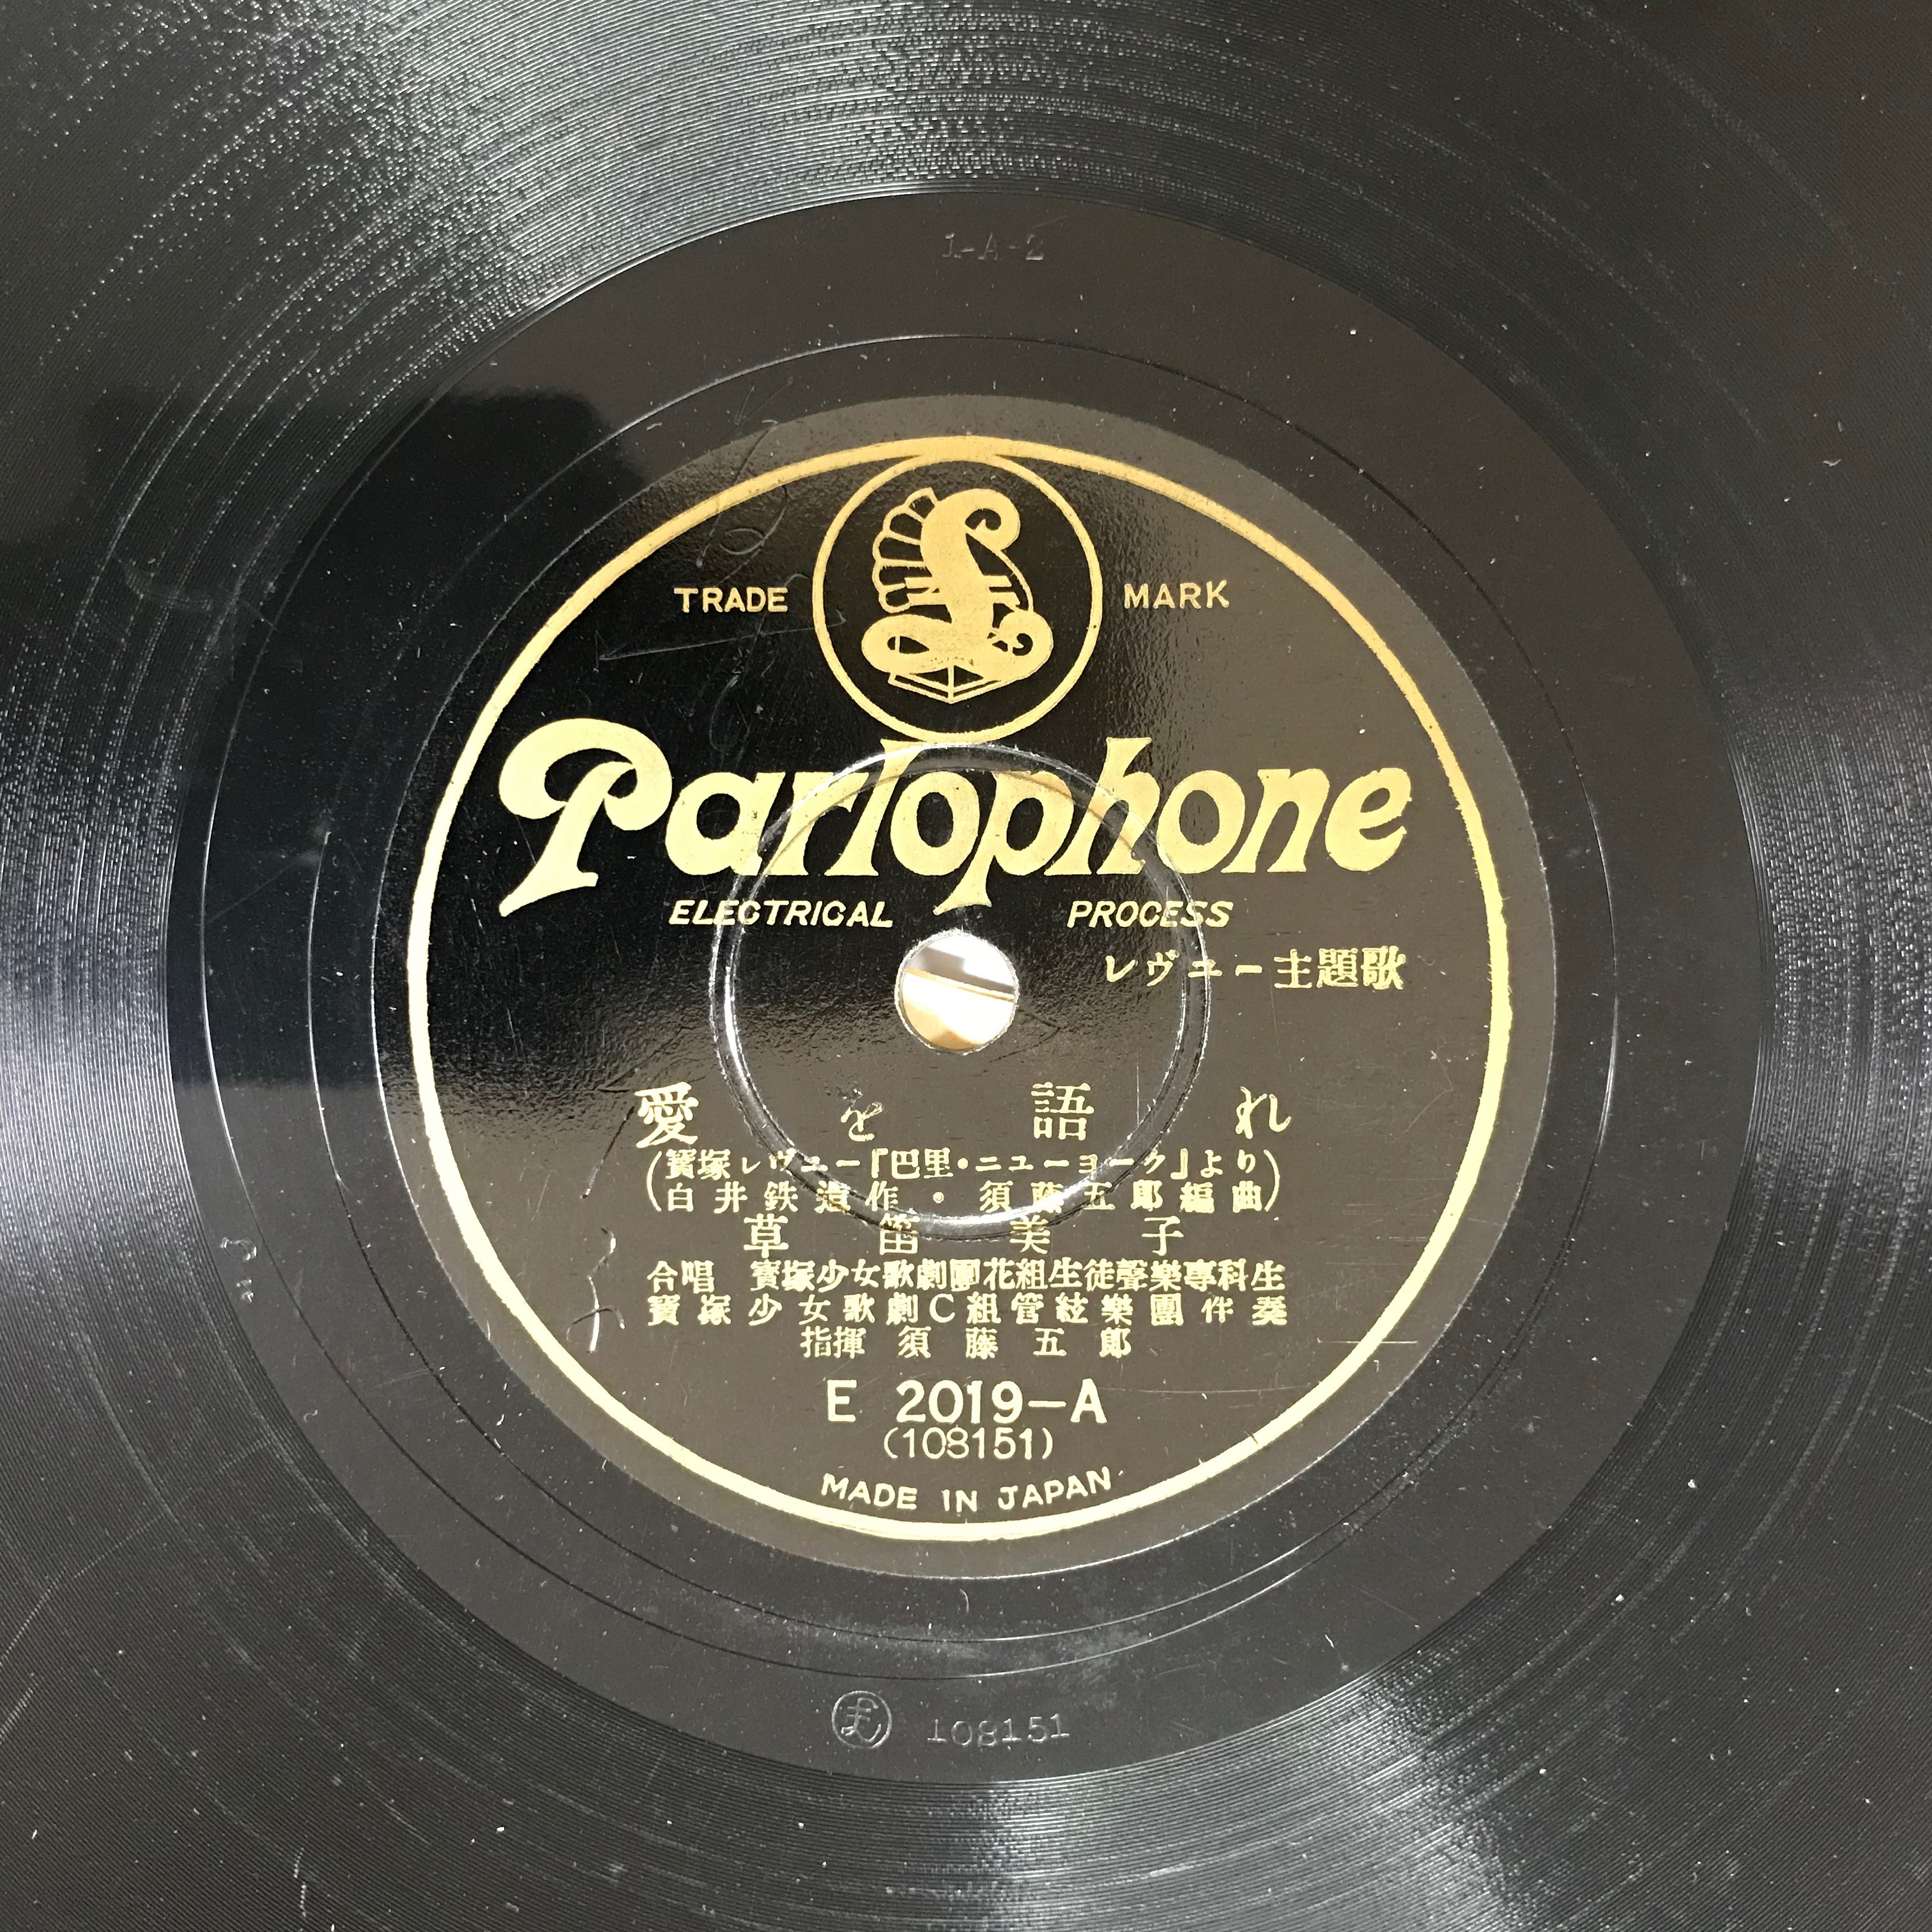 1-A-2
TRADE MARK
Parlophone
ELECTRICAL PROCESS
レヴユー主題歌
愛を語れ
(寳塚レヴユー『巴里・ニューヨーク』より)
(白井鉄造作・須藤五郎編曲)
草笛美子
合唱 寳塚少女歌劇團花組生徒聲樂專科生
寳塚少女歌劇C組管絃樂團伴奏
指揮 須藤五郎
E 2019-A
(108151)
MADE IN JAPAN
108151